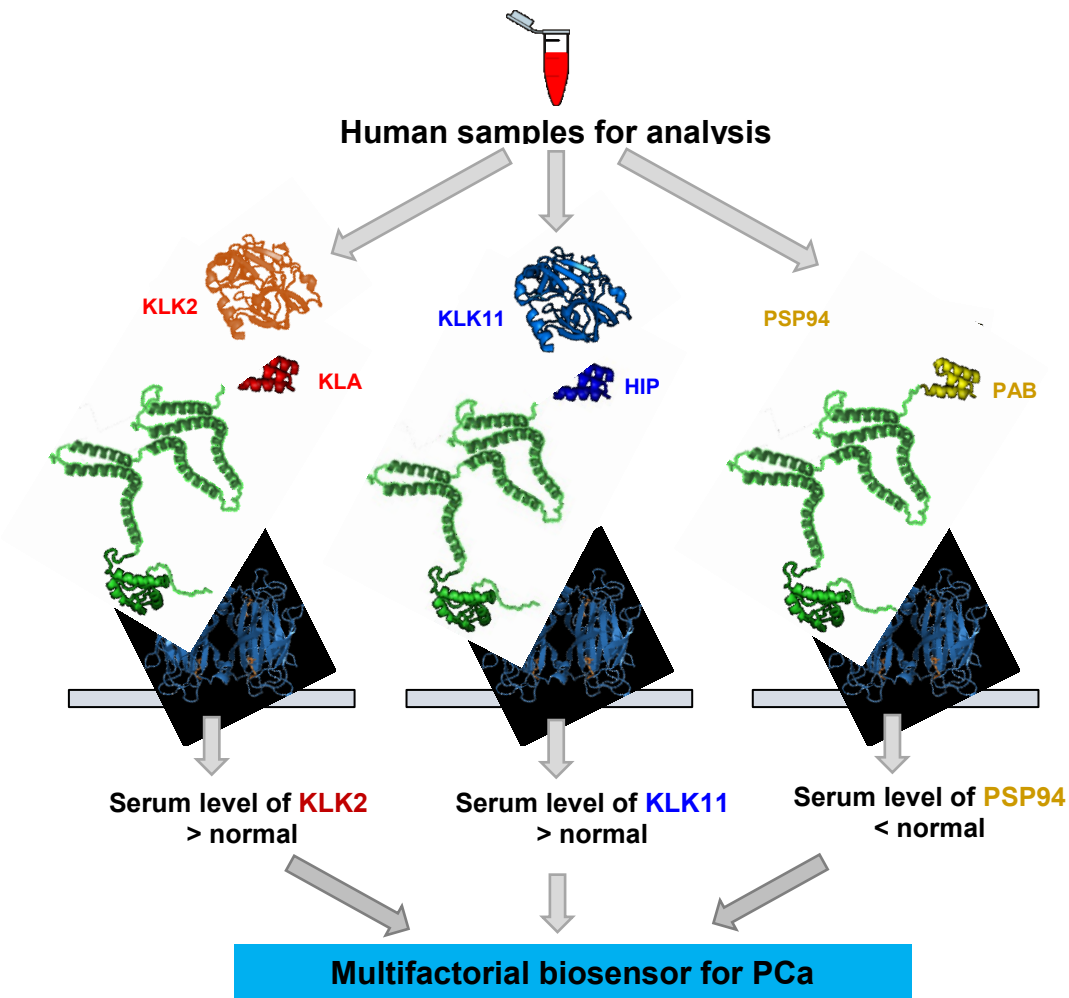 Human samples for analysis
KLK2
KLK11
PSP94
KLA
HIP
PAB
Serum level of KLK2
> normal
Serum level of KLK11
> normal
Serum level of PSP94
< normal
Multifactorial biosensor for PCa